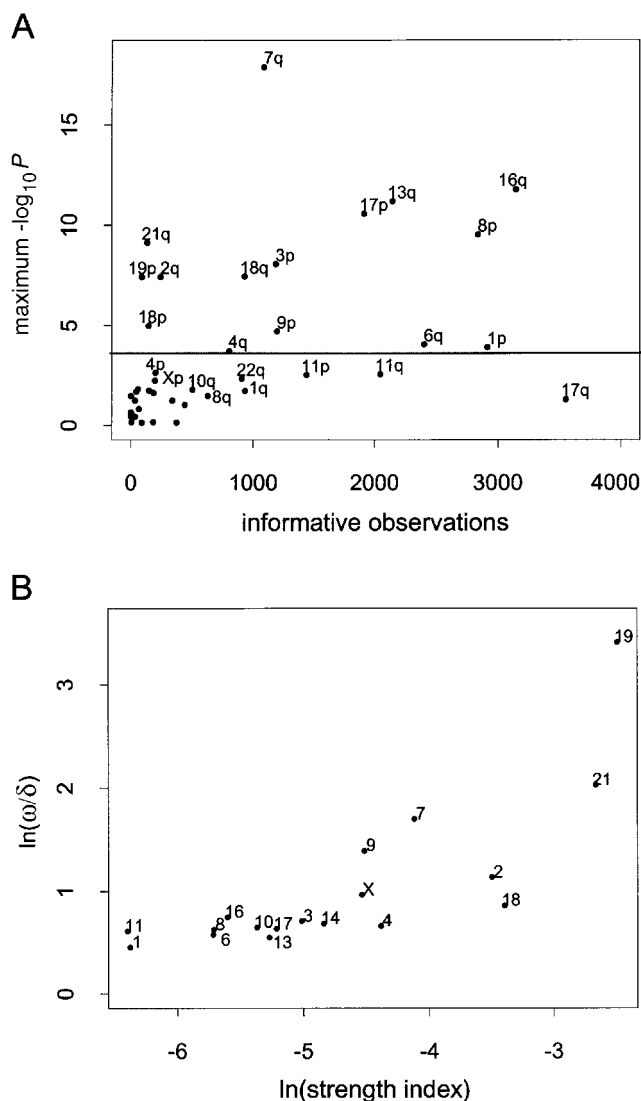 A
maximum -log10 P
15
10
5
0
7q
16q
13q
17p
8p
21q
3p
19p 2q
18q
18p
9p
6q
4q
1p
4p
Xp
10q
22q
11p
11q
8q
1q
17q
0 1000 2000 3000 4000
informative observations
B
ln(ω/δ)
3
2
1
0
19
21
7
9
2
X
18
16
11
8
10
17
3
14
4
1
6
13
-6 -5 -4 -3
ln(strength index)